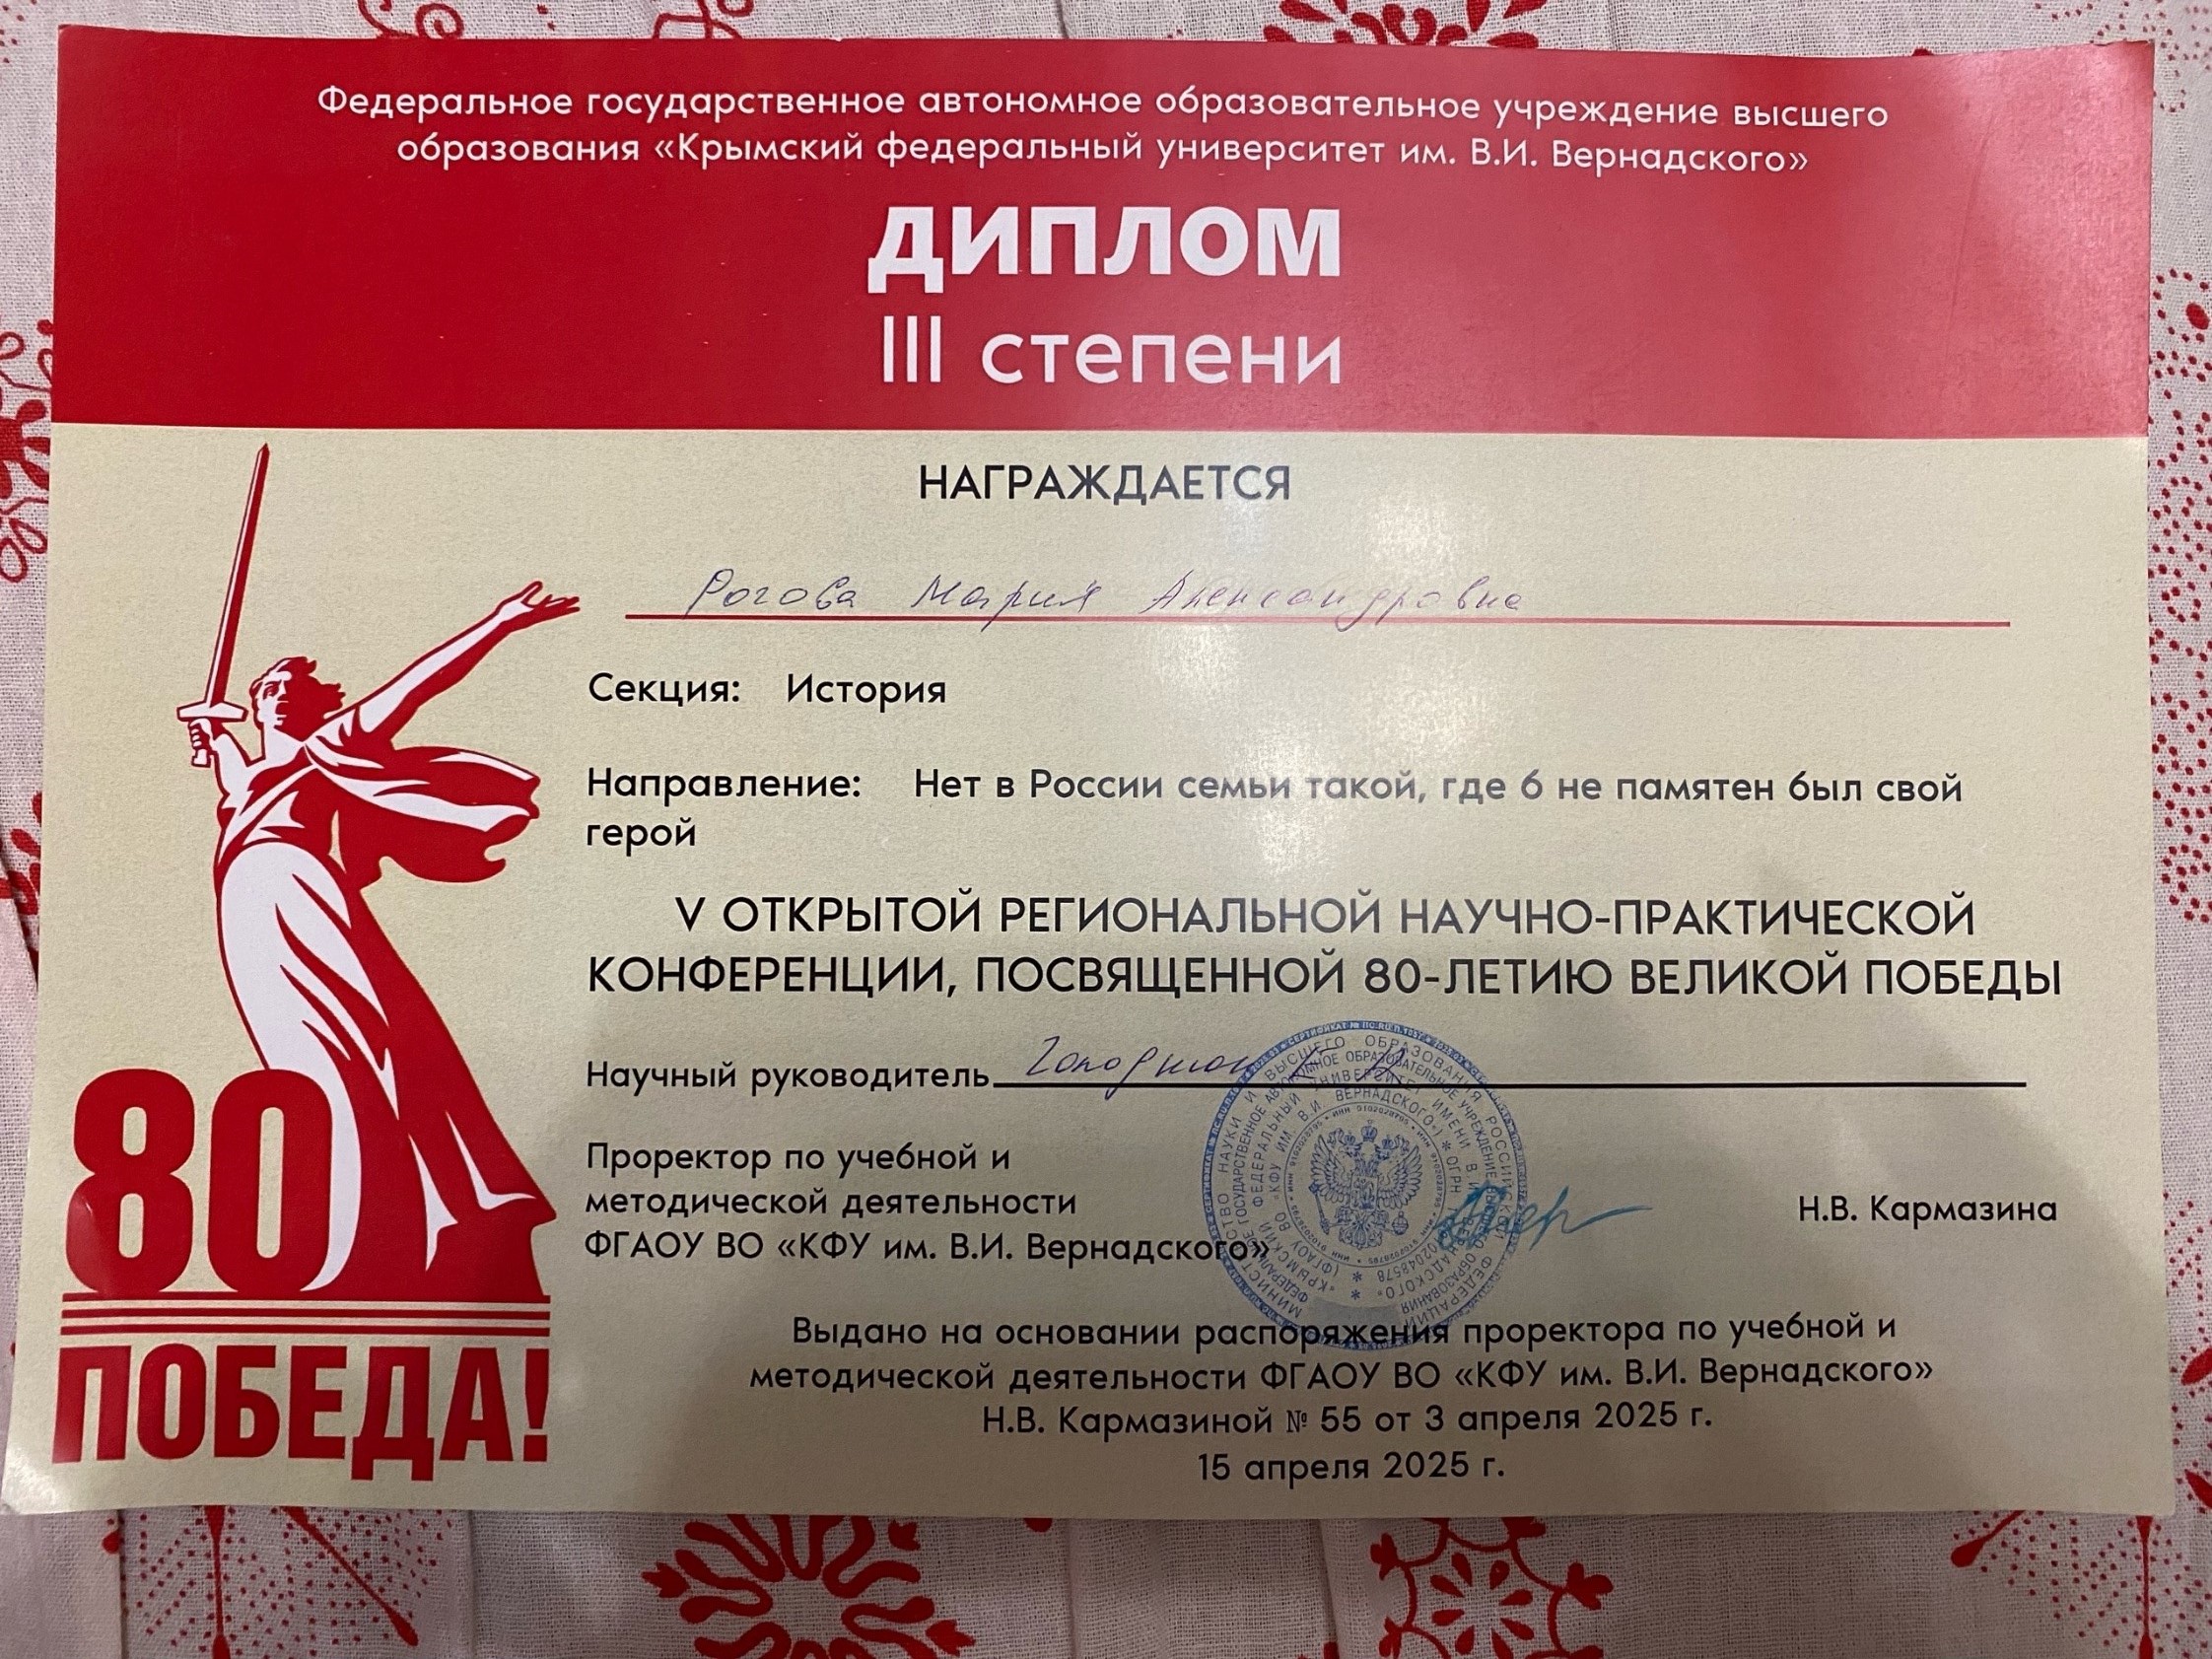 Федеральное государственное автономное образовательное учреждение высшего
образования «Крымский федеральный университет им. В.И. Вернадского»
ДИПЛОМ
III степени
НАГРАЖДАЕТСЯ
Рогова Мария Александровна
Секция: История
Направление: Нет в России семьи такой, где б не памятен был свой
герой
V ОТКРЫТОЙ РЕГИОНАЛЬНОЙ НАУЧНО-ПРАКТИЧЕСКОЙ
КОНФЕРЕНЦИИ, ПОСВЯЩЕННОЙ 80-ЛЕТИЮ ВЕЛИКОЙ ПОБЕДЫ
Научный руководитель
Проректор по учебной и
методической деятельности
ФГАОУ ВО «КФУ им. В.И. Вернадского»
Н.В. Кармазина
Выдано на основании распоряжения проректора по учебной и
методической деятельности ФГАОУ ВО «КФУ им. В.И. Вернадского»
Н.В. Кармазиной № 55 от 3 апреля 2025 г.
15 апреля 2025 г.
80
ПОБЕДА!